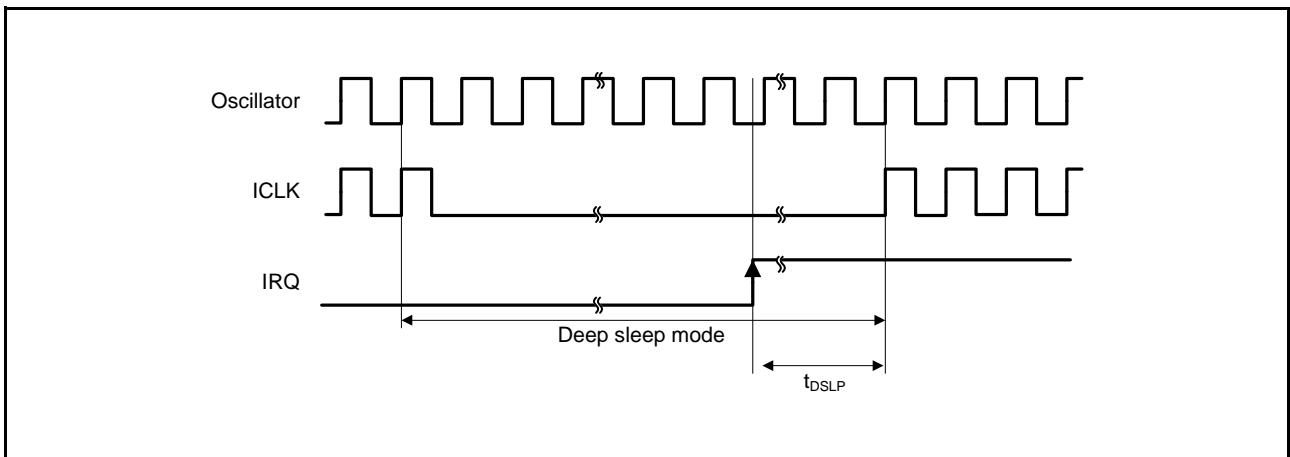 Oscillator
ICLK
IRQ
Deep sleep mode
tDSLP